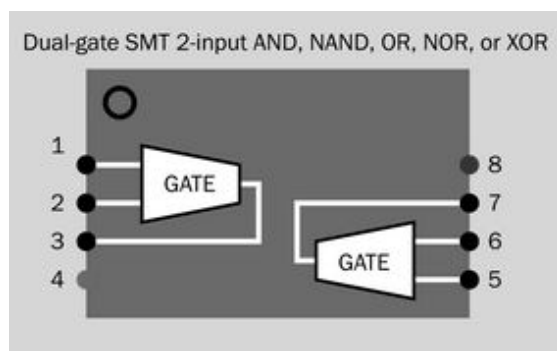 Dual-gate SMT 2-input AND, NAND, OR, NOR, or XOR
1
8
GATE
2
7
3
6
GATE
4
5